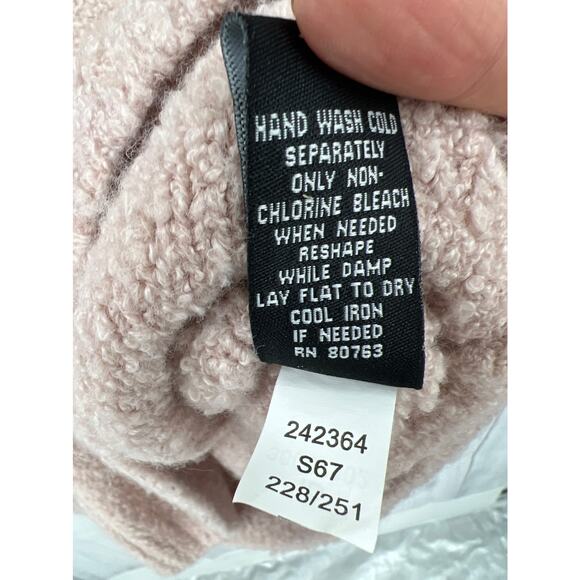 HAND WASH COLD
SEPARATELY
ONLY NON-
CHLORINE BLEACH
WHEN NEEDED
RESHAPE
WHILE DAMP
LAY FLAT TO DRY
COOL IRON
IF NEEDED
RN 80763
242364
S67
228/251